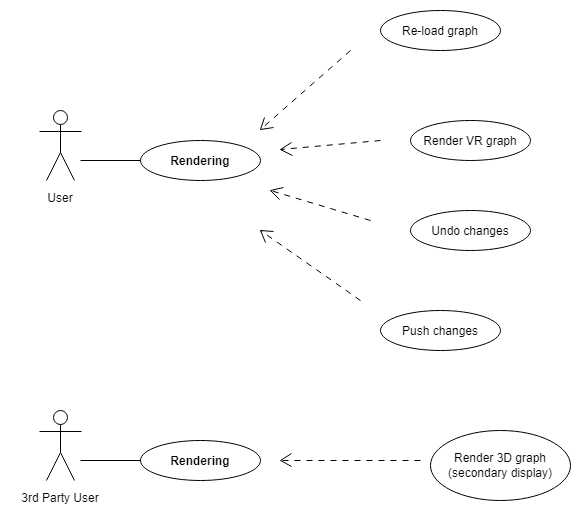 Re-load graph
Render VR graph
Rendering
User
Undo changes
Push changes
Rendering
Render 3D graph
(secondary display)
3rd Party User